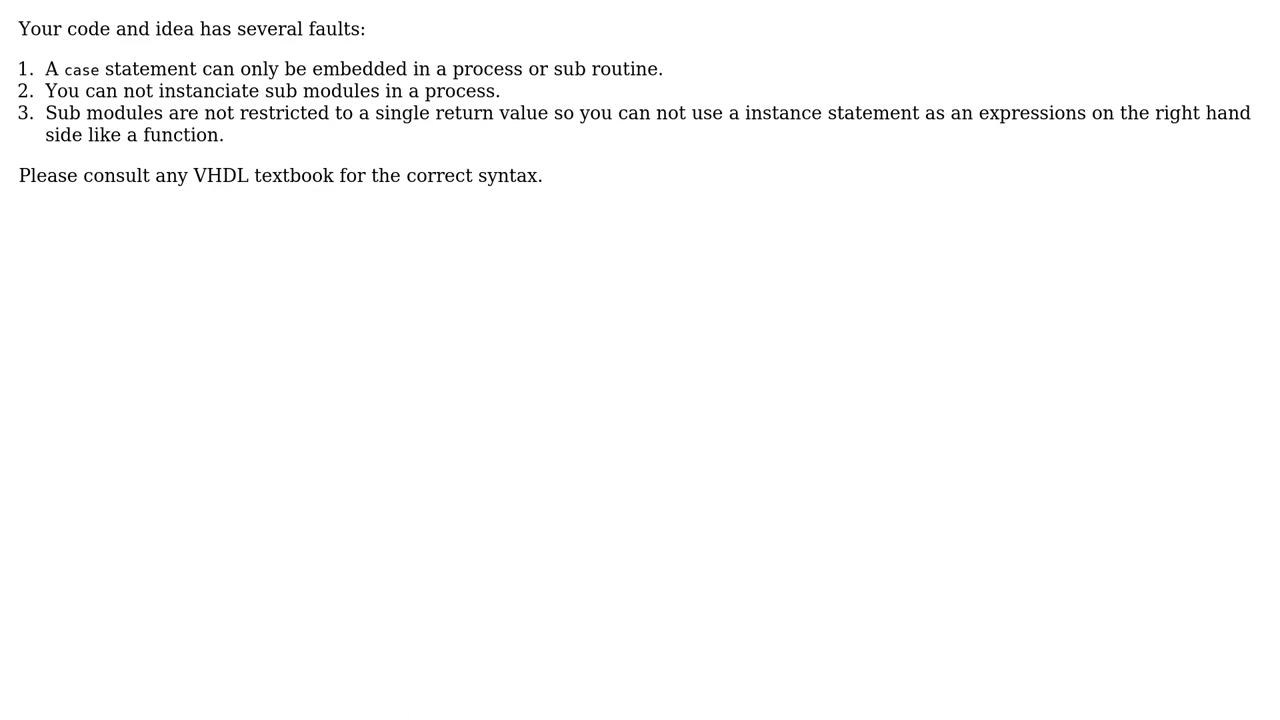 Your code and idea has several faults:
1. A case statement can only be embedded in a process or sub routine.
2. You can not instanciate sub modules in a process.
3. Sub modules are not restricted to a single return value so you can not use a instance statement as an expressions on the right hand
side like a function.
Please consult any VHDL textbook for the correct syntax.